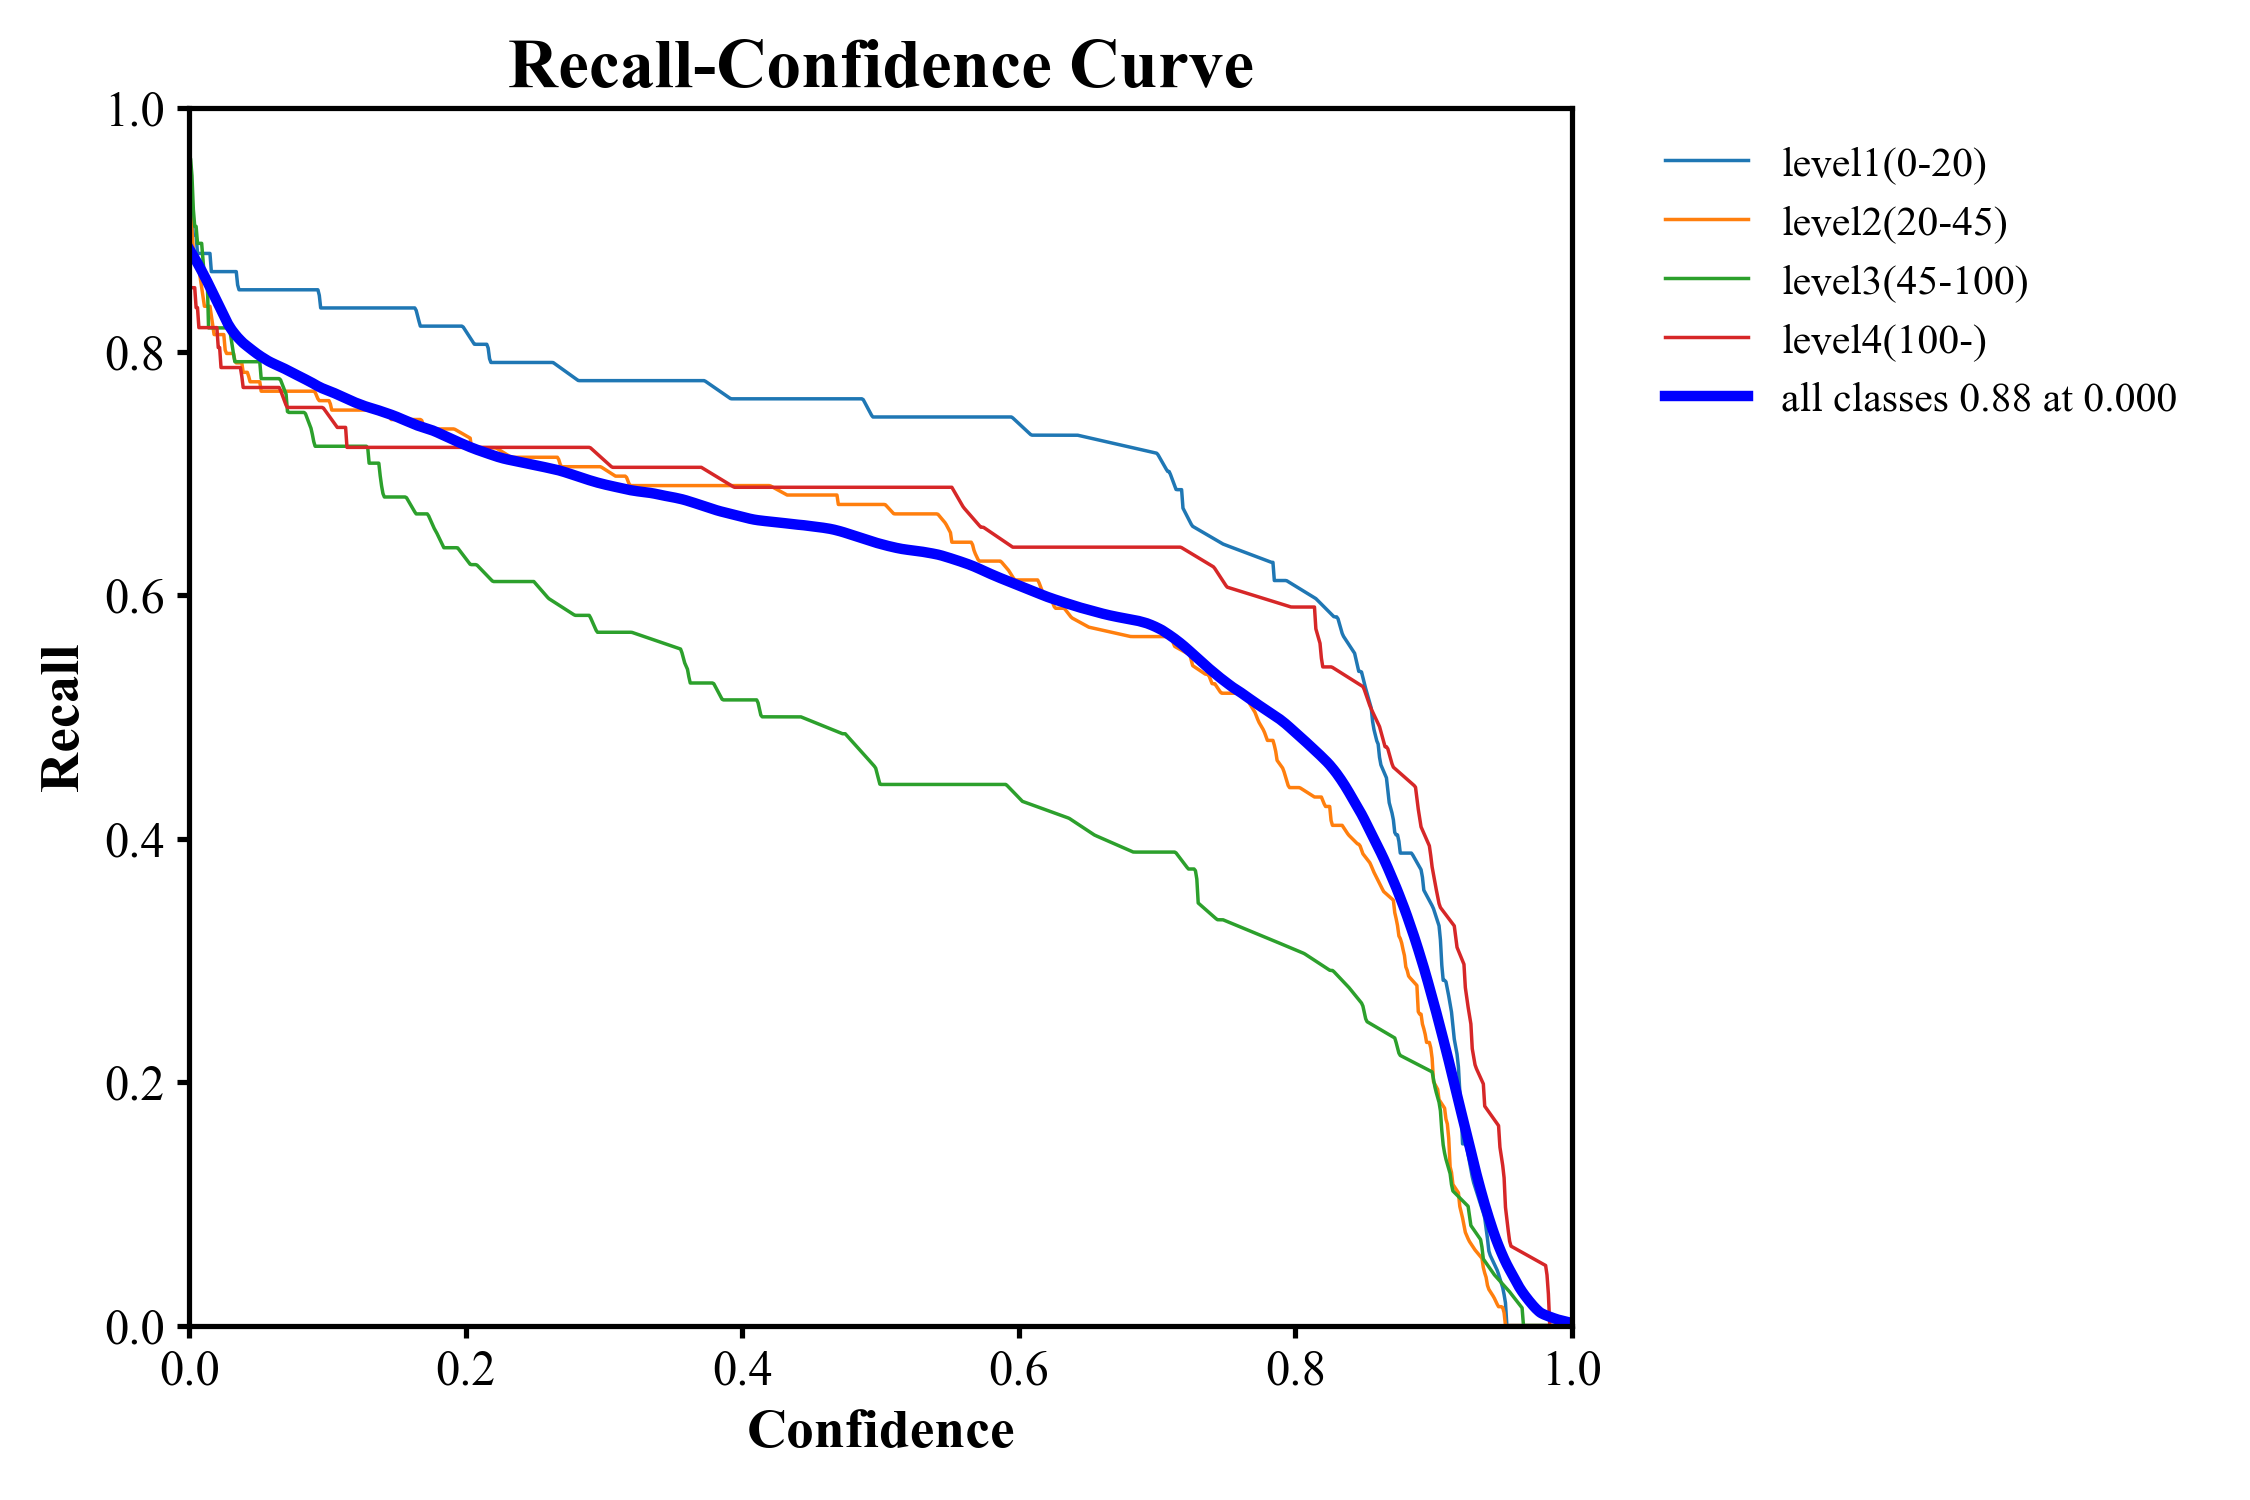 Recall-Confidence Curve
1.0
0.8
0.6
0.4
0.2
0.0
Recall
0.0 0.2 0.4 0.6 0.8 1.0
Confidence
level1(0-20)
level2(20-45)
level3(45-100)
level4(100-)
all classes 0.88 at 0.000